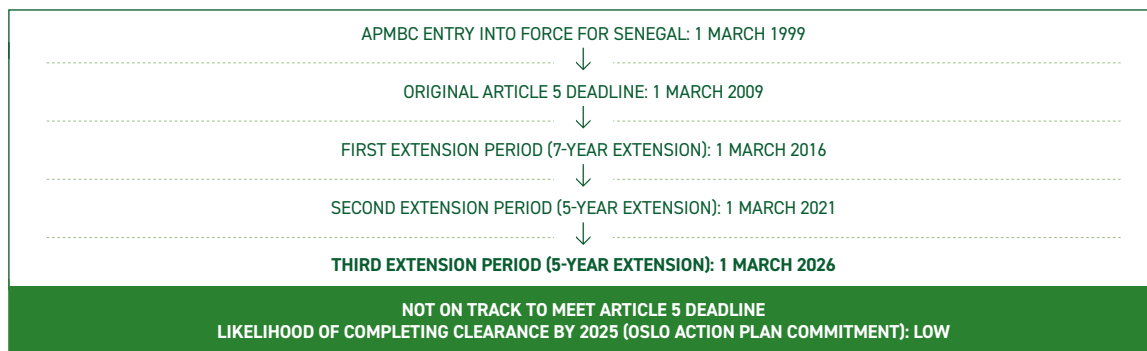 APMBC ENTRY INTO FORCE FOR SENEGAL: 1 MARCH 1999
ORIGINAL ARTICLE 5 DEADLINE: 1 MARCH 2009
FIRST EXTENSION PERIOD (7-YEAR EXTENSION): 1 MARCH 2016
SECOND EXTENSION PERIOD (5-YEAR EXTENSION): 1 MARCH 2021
THIRD EXTENSION PERIOD (5-YEAR EXTENSION): 1 MARCH 2026
NOT ON TRACK TO MEET ARTICLE 5 DEADLINE
LIKELIHOOD OF COMPLETING CLEARANCE BY 2025 (OSLO ACTION PLAN COMMITMENT): LOW